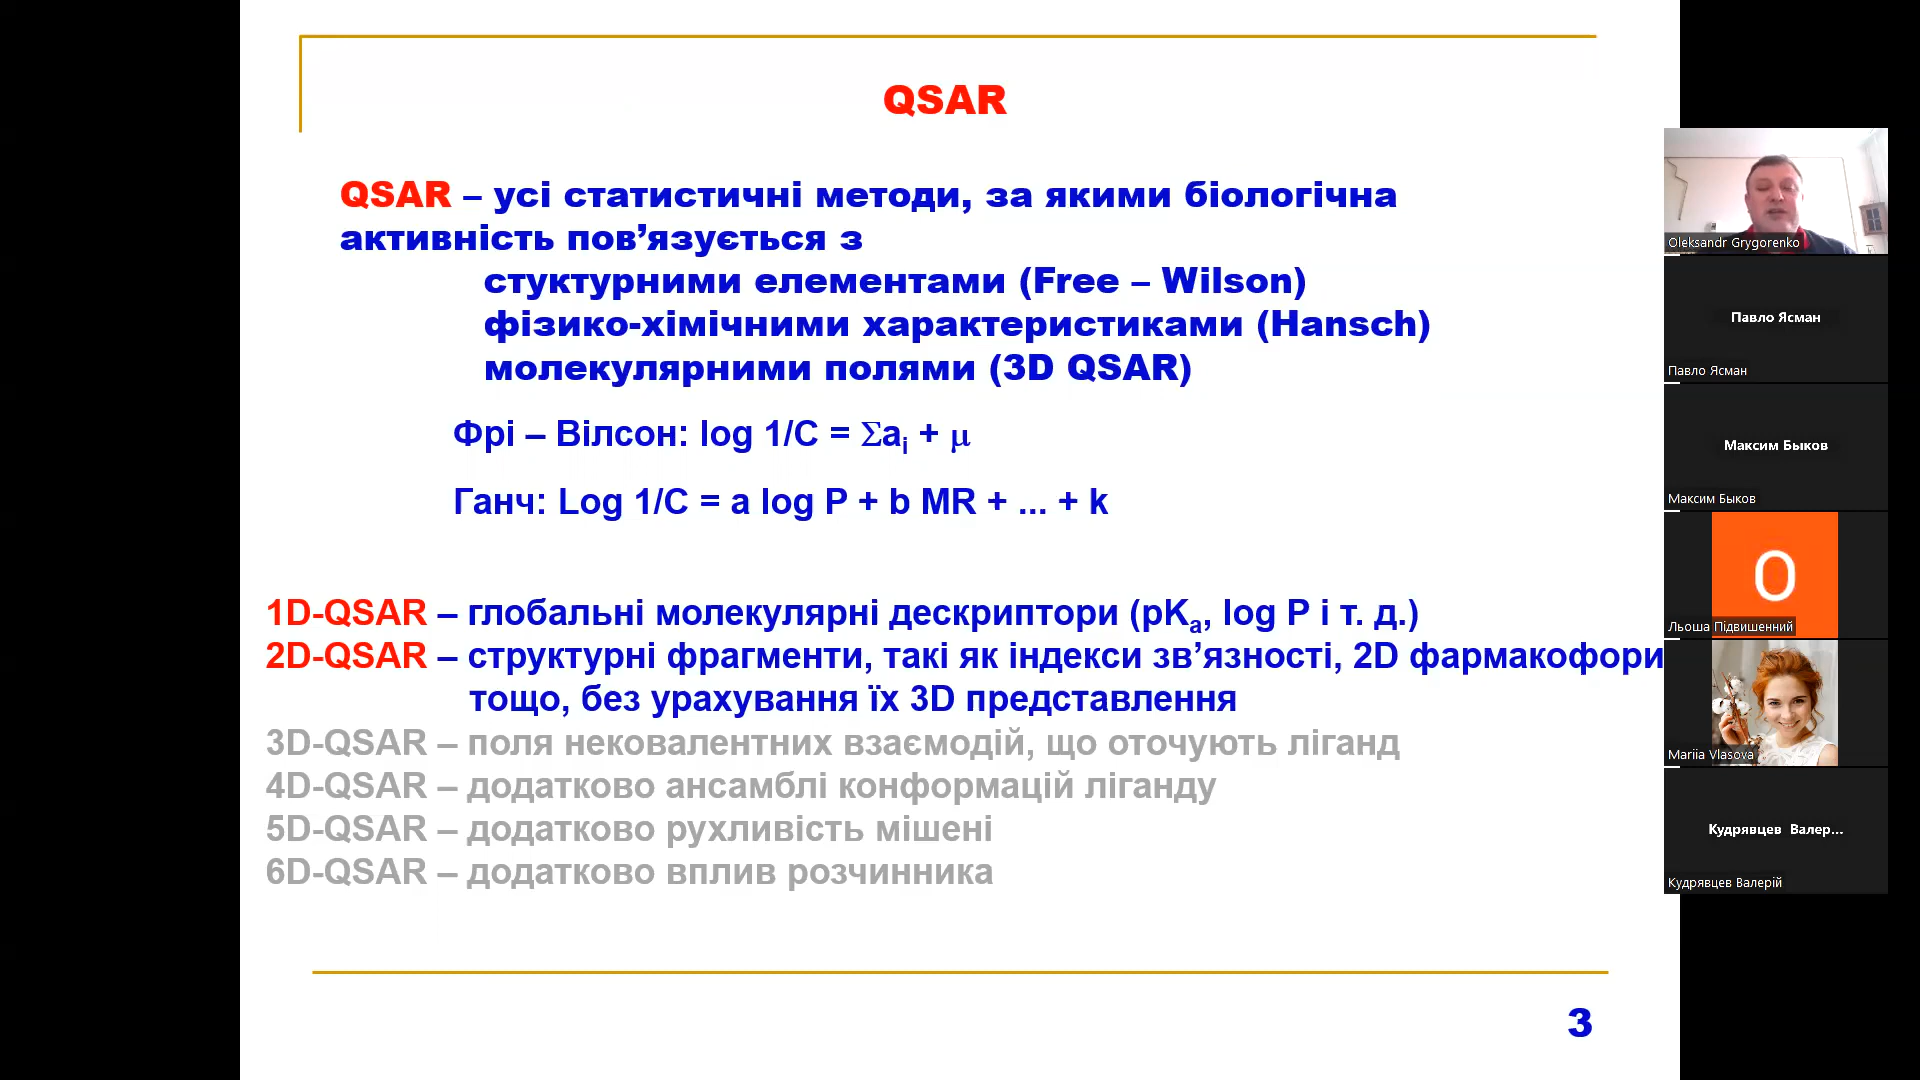 QSAR
QSAR – усі статистичні методи, за якими біологічна
активність пов’язується з
стуктурними елементами (Free – Wilson)
фізико-хімічними характеристиками (Hansch)
молекулярними полями (3D QSAR)
Фрі – Вілсон: log 1/C = Σai + μ
Ганч: Log 1/C = a log P + b MR + ... + k
1D-QSAR – глобальні молекулярні дескриптори (pKa, log P і т. д.)
2D-QSAR – структурні фрагменти, такі як індекси зв’язності, 2D фармакофори
тощо, без урахування їх 3D представлення
3D-QSAR – поля нековалентних взаємодій, що оточують ліганд
4D-QSAR – додатково ансамблі конформацій ліганду
5D-QSAR – додатково рухливість мішені
6D-QSAR – додатково вплив розчинника
3
Oleksandr Grygorenko
Павло Ясман
Павло Ясман
Максим Быков
Максим Быков
О
Льоша Підвишенний
Mariia Vlasova
Кудрявцев Валер...
Кудрявцев Валерій